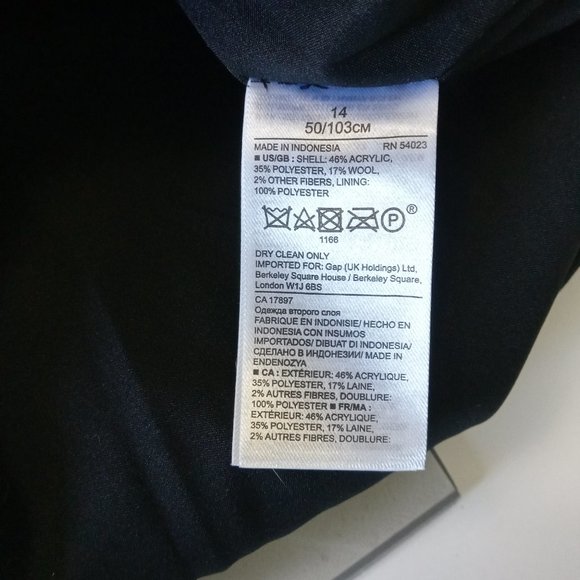 14
50/103CM
MADE IN INDONESIA RN 54023
■ US/GB : SHELL: 46% ACRYLIC,
35% POLYESTER, 17% WOOL,
2% OTHER FIBERS, LINING:
100% POLYESTER
P ®
1166
DRY CLEAN ONLY
IMPORTED FOR: Gap (UK Holdings) Ltd,
Berkeley Square House / Berkeley Square,
London W1J 6BS
CA 17897
Одежда второго слоя
FABRIQUE EN INDONISIE/ HECHO EN
INDONESIA CON INSUMOS
IMPORTADOS/ DIBUAT DI INDONESIA/
СДЕЛАНО В ИНДОНЕЗИИ/ MADE IN
ENDENOZYA
■ CA : EXTÉRIEUR: 46% ACRYLIQUE,
35% POLYESTER, 17% LAINE,
2% AUTRES FIBRES, DOUBLURE:
100% POLYESTER ■ FR/MA :
EXTÉRIEUR: 46% ACRYLIQUE,
35% POLYESTER, 17% LAINE,
2% AUTRES FIBRES, DOUBLURE: